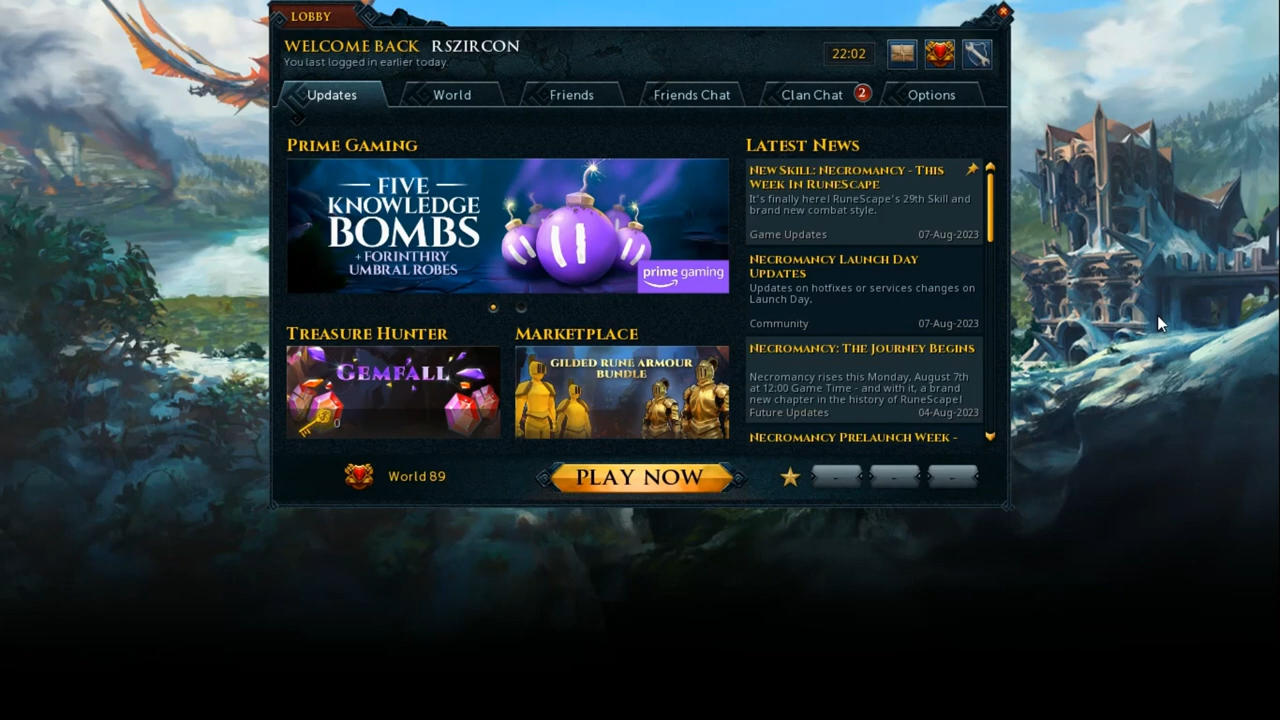 LOBBY
WELCOME BACK RSZIRCON
You last logged in earlier today.
22:02
Updates
World
Friends
Friends Chat
Clan Chat 2
Options
PRIME GAMING
FIVE
KNOWLEDGE
BOMBS
+ FORINTHRY
UMBRAL ROBES
prime gaming
TREASURE HUNTER
GEMFALL
0
MARKETPLACE
GILDED RUNE ARMOUR
BUNDLE
LATEST NEWS
NEW SKILL: NECROMANCY - THIS
WEEK IN RUNESCAPE
It's finally here! RuneScape's 29th Skill and
brand new combat style.
Game Updates 07-Aug-2023
NECROMANCY LAUNCH DAY
UPDATES
Updates on hotfixes or services changes on
Launch Day.
Community 07-Aug-2023
NECROMANCY: THE JOURNEY BEGINS
Necromancy rises this Monday, August 7th
at 12:00 Game Time - and with it, a brand
new chapter in the history of RuneScape!
Future Updates 04-Aug-2023
NECROMANCY PRELAUNCH WEEK -
World 89
PLAY NOW
- - -